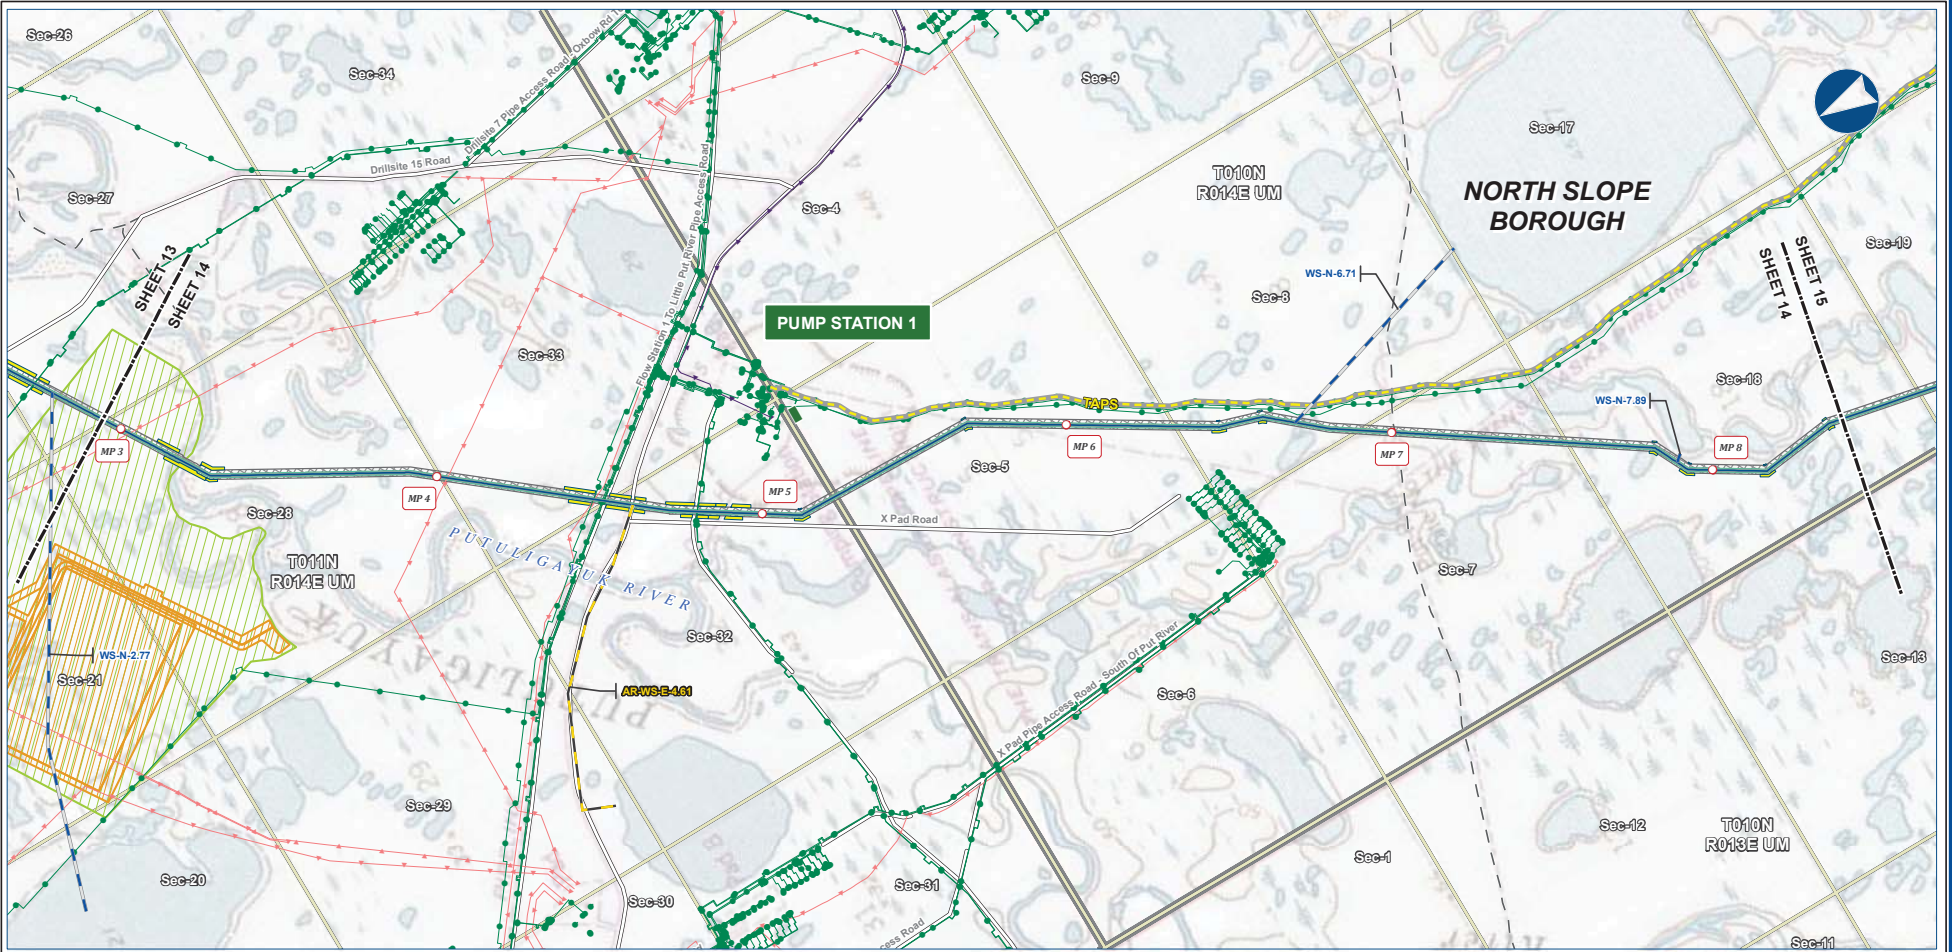 Sec-26
Sec-34
Drillsite 7 Pipe Access Road - Oxbow Rd
Sec-9
Sec-17
Drillsite 15 Road
T010N
R014E UM
NORTH SLOPE
BOROUGH
Sec-27
Sec-4
Flow Station 1 To Little Put River Pipe Access Road
Sec-19
SHEET 13
SHEET 14
SHEET 15
SHEET 14
WS-N-6.71
Sec-8
PUMP STATION 1
Sec-33
Sec-18
TAPS
WS-N-7.89
MP 3
MP 4
MP 5
MP 6
MP 7
MP 8
Sec-5
Sec-28
X Pad Road
PUTULIGAYUK RIVER
T011N
R014E UM
Sec-7
Sec-32
WS-N-2.77
Sec-21
AR-WS-E-4.61
X Pad Pipe Access Road - South Of Put River
Sec-6
Sec-13
Sec-29
Sec-12
T010N
R013E UM
Sec-1
Sec-20
Sec-31
Sec-30
cess Road
Sec-11